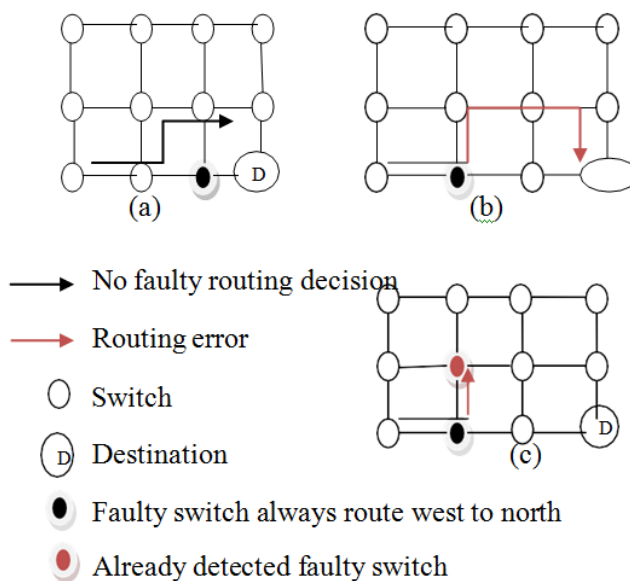 D
(a)
(b)
No faulty routing decision
Routing error
Switch
D
Destination
D
(c)
Faulty switch always route west to north
Already detected faulty switch